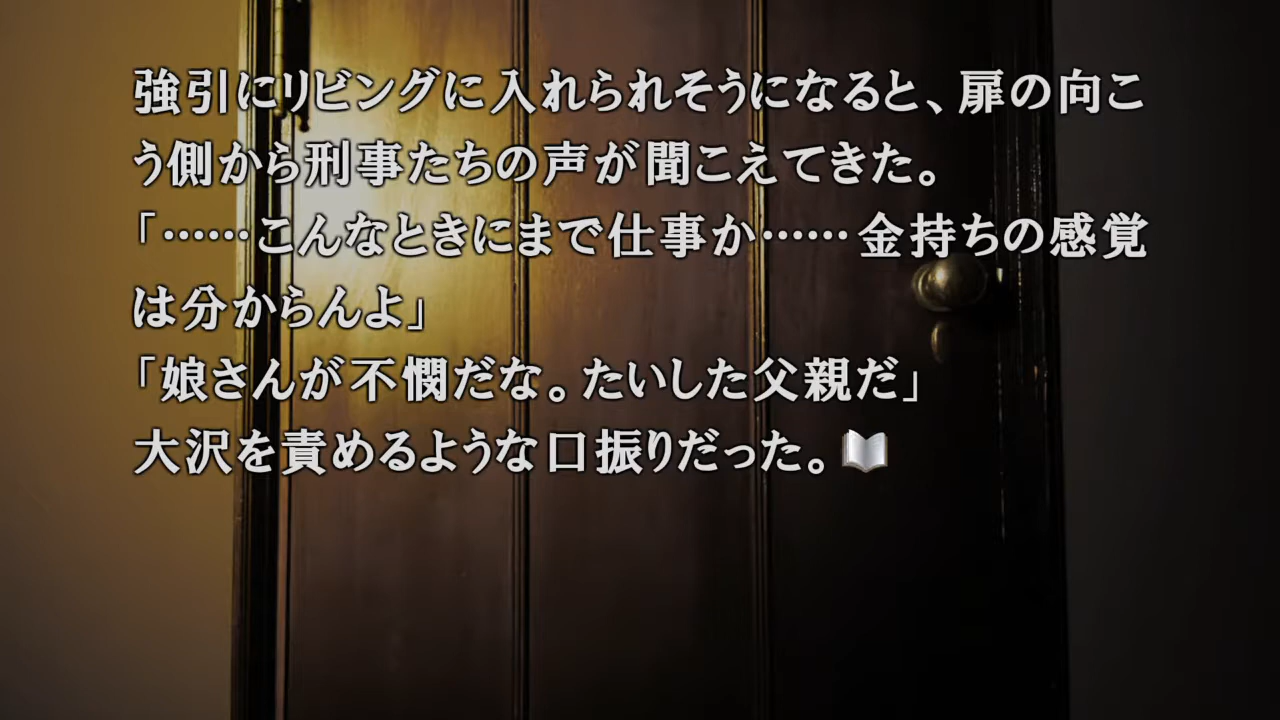 強引にリビングに入れられそうになると、扉の向こ
う側から刑事たちの声が聞こえてきた。
「……こんなときにまで仕事か……金持ちの感覚
は分からんよ」
「娘さんが不憫だな。たいした父親だ」
大沢を責めるような口振りだった。